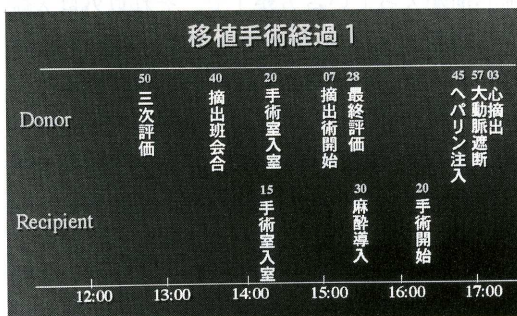 移植手術経過1
Donor
50 三次評価
40 摘出班会合
20 手術室入室
07 摘出術開始
28 最終評価
45 ヘパリン注入
57 大動脈遮断
03 心摘出
Recipient
15 手術室入室
30 麻酔導入
20 手術開始
12:00 13:00 14:00 15:00 16:00 17:00